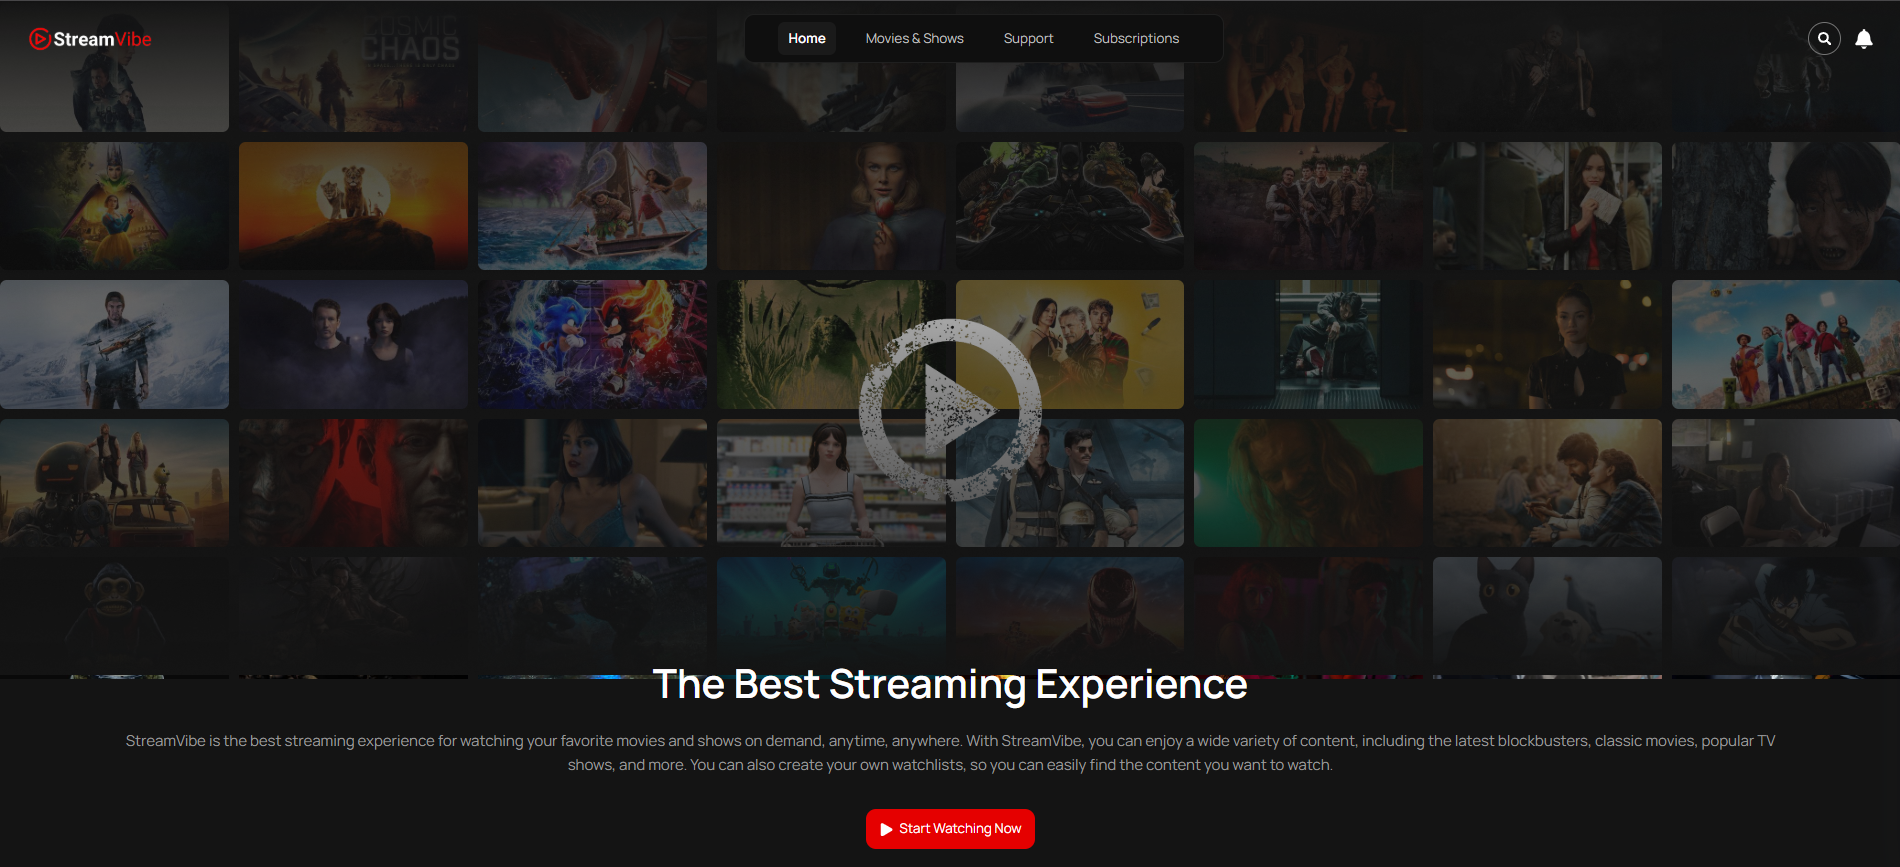 StreamVibe
Home
Movies & Shows
Support
Subscriptions
COSMIC
CHAOS
The Best Streaming Experience
StreamVibe is the best streaming experience for watching your favorite movies and shows on demand, anytime, anywhere. With StreamVibe, you can enjoy a wide variety of content, including the latest blockbusters, classic movies, popular TV
shows, and more. You can also create your own watchlists, so you can easily find the content you want to watch.
Start Watching Now